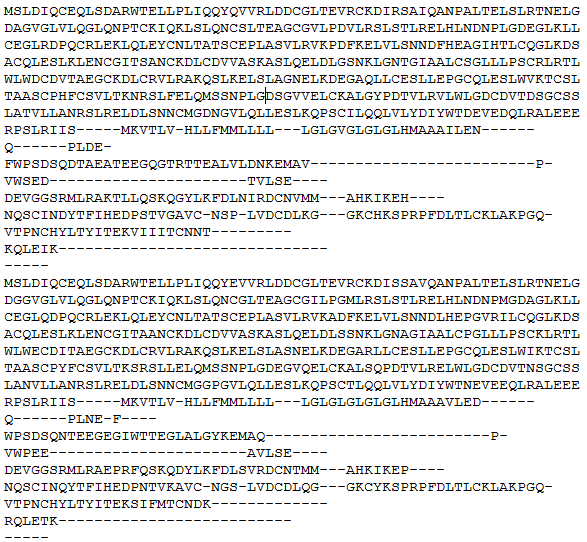 MSLDIQCEQLSDARWTELLPLIQQYQVVRLDDCGLTEVRCKDIRSAIQANPALTELSLRTNELG
DAGVGLVLQGLQNPTCKIQKLSLQNCSLTEAGCGVLPDVLRSLSTLRELHLNDNPLGDEGLKLL
CEGLRDPQCRLEKLQLEYCNLTATSCEPLASVLRVKPDFKELVLSNNDFHEAGIHTLCQGLKDS
ACQLESLKLENCGITSANCKDLCDVVASKASLQELDLGSNKLGNTGIAALCSGLLLPSCRLRTL
WLWDCDVTAEGCKDLCRVLRAKQSLKELSLAGNELKDEGAQLLCESLLEPGCQLESLWVKTCSL
TAASCPHFCSVLTKNRSLFELQMSSNPLGDSGVVELCKALGYPDTVLRVLWLGDCDVTDSGCSS
LATVLLANRSLRELDLSNNCMGDNGVLQLLESLKQPSCILQQLVLYDIYWTDEVEDQLRALEEE
RPSLRIIS-----MKVTLV-HLLFMMLLLL---LGLGVGLGLGLHMAAAILEN------
Q------PLDE-
FWPSDSQDTAEATEEGQGTRTTEALVLDNKEMAV--------------------------P-
VWSED-----------------------TVLSE----
DEVGGSRMLRAKTLLQSKQGYLKFDLNIRDCNVMM---AHKIKEH----
NQSCINDYTFIHEDPSTVGAVC-NSP-LVDCDLKG---GKCHKSPRPFDLTLCKLAKPGQ-
VTPNCHYLTYITEKVIIITCNNT---------
KQLEIK-------------------------------
-----
MSLDIQCEQLSDARWTELLPLIQQYEVVRLDDCGLTEVRCKDISSAVQANPALTELSLRTNELG
DGGVGLVLQGLQNPTCKIQKLSLQNCGLTEAGCGILPGMLRSLSTLRELHLNDNPMGDAGLKLL
CEGLQDPQCRLEKLQLEYCNLTATSCEPLASVLRVKADFKELVLSNNDLHEPGVRILCQGLKDS
ACQLESLKLENCGITAANCKDLCDVVASKASLQELDLSSNKLGNAGIAALCPGLLLPSCKLRTL
WLWECDITAEGCKDLCRVLRAKQSLKELSLASNELKDEGARLLCESLLEPGCQLESLWIKTCSL
TAASCPYFCSVLTKSRSLLELQMSSNPLGDEGVQELCKALSQPDTVLRELWLGDCDVTNSGCSS
LANVLLANRSLRELDLSNNCMGGPGVLQLLESLKQPSCTLQQLVLYDIYWTNEVEEQLRALEEE
RPSLRIIS-----MKVTLV-HLLFMMLLLLL---LGLGLGLGLGLHMAAAVLED------
Q------PLNE-F----
WPSDSQNTEEGEGIWTTEGLALGYKEMAQ--------------------------P-
VWPEE-----------------------AVLSE----
DEVGGSRMLRAEPRFQSKQDYLKFDLSVRDCNTMM---AHKIKEP----
NQSCINQYTFIHEDPNTVKAVC-NGS-LVDCDLQG---GKCYKSPRPFDLTLCKLAKPGQ-
VTPNCHYLTYITEKSIFMTCNDK-------------
RQLETK---------------------------
-----